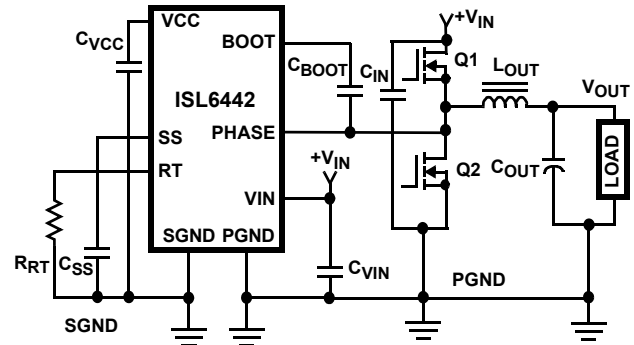 +VIN
VCC
CVCC
BOOT
CBOOT
CIN
Q1
LOUT
VOUT
ISL6442
SS
PHASE
+VIN
RT
Q2
COUT
LOAD
VIN
SGND PGND
RRT
CSS
CVIN
PGND
SGND